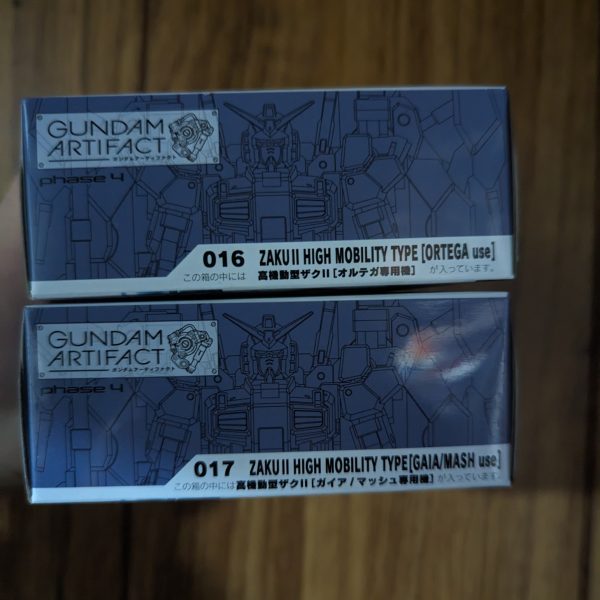 GUNDAM
ARTIFACT
ガンダムアーティファクト
phase 4
016 ZAKU II HIGH MOBILITY TYPE [ORTEGA use]
この箱の中には 高機動型ザクII [オルテガ専用機] が入っています。
GUNDAM
ARTIFACT
ガンダムアーティファクト
phase 4
017 ZAKU II HIGH MOBILITY TYPE [GAIA/MASH use]
この箱の中には 高機動型ザクII [ガイア/マッシュ専用機] が入っています。